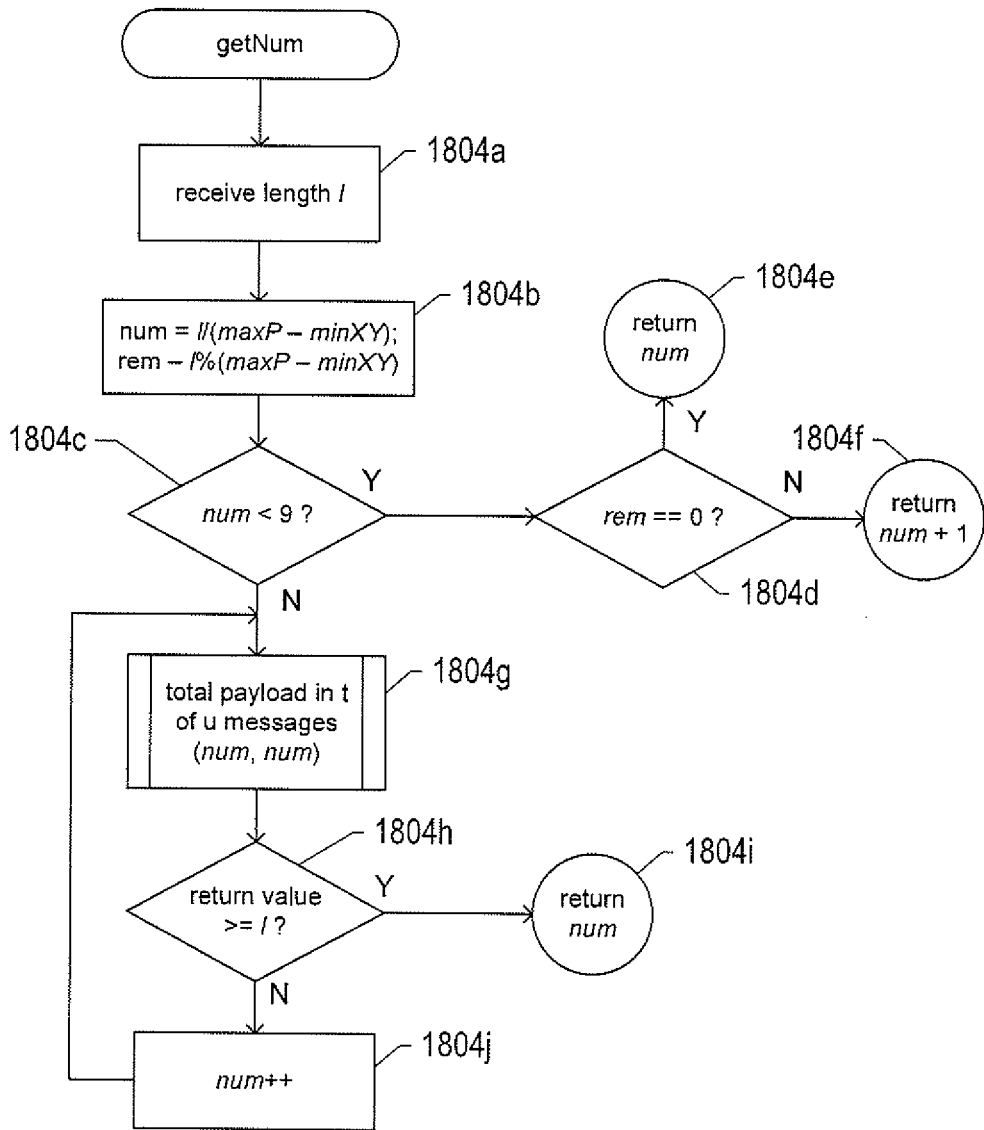 getNum
1804a
receive length l
1804b
num = l/(maxP – minXY);
rem – l%(maxP – minXY)
1804e
return
num
1804c
Y
1804f
num < 9 ?
Y
rem == 0 ?
N
return
num + 1
1804d
N
1804g
total payload in t
of u messages
(num, num)
1804h
1804i
return value
>= l ?
Y
return
num
N
1804j
num++